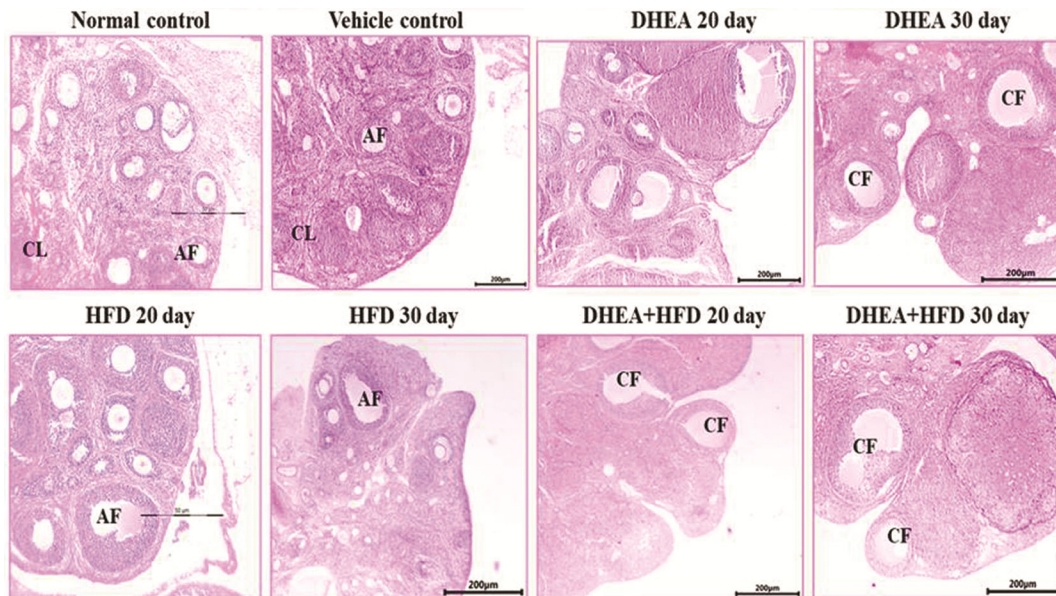 Normal control
Vehicle control
DHEA 20 day
DHEA 30 day
CL
AF
AF
CL
200µm
200µm
CF
CF
200µm
HFD 20 day
HFD 30 day
DHEA+HFD 20 day
DHEA+HFD 30 day
AF
AF
200µm
CF
CF
200µm
CF
CF
200µm